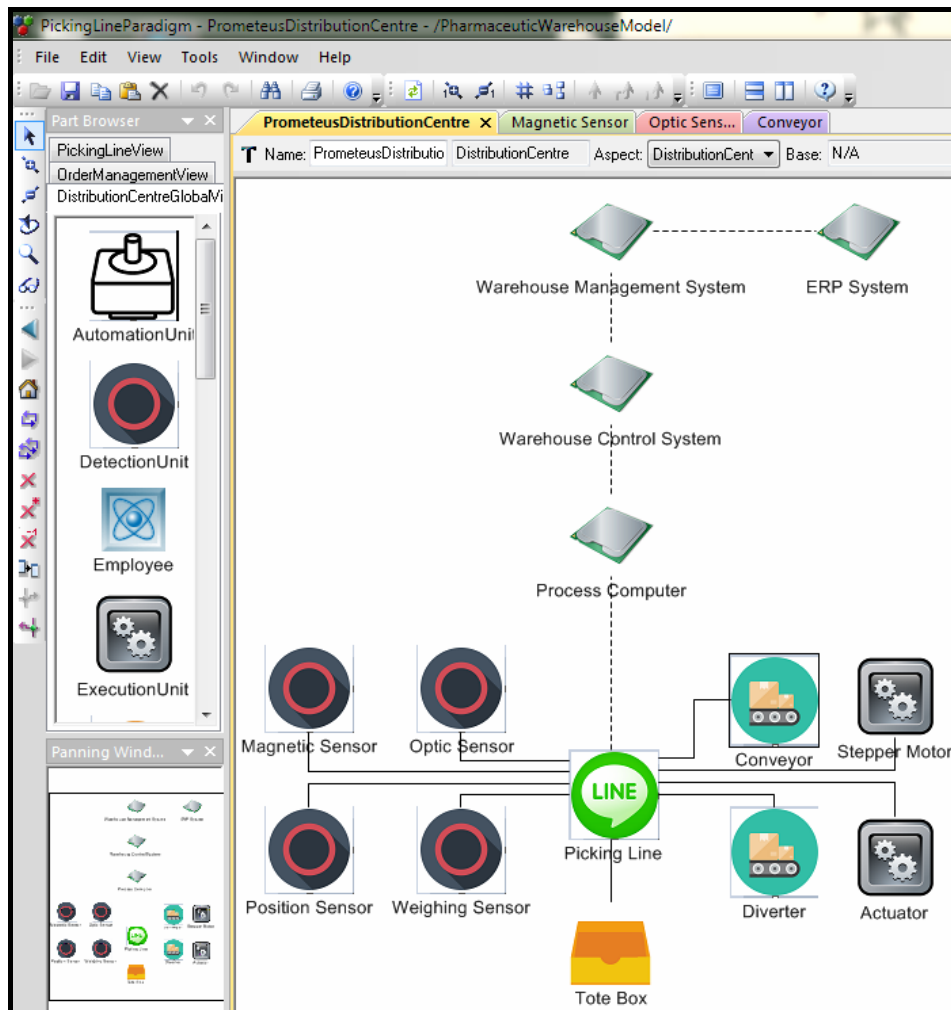 PickingLineParadigm - PrometeusDistributionCentre - /PharmaceuticWarehouseModel/
File Edit View Tools Window Help
Part Browser
PickingLineView
OrderManagementView
DistributionCentreGlobalVi
AutomationUnit
DetectionUnit
Employee
ExecutionUnit
Panning Wind...
PrometeusDistributionCentre Magnetic Sensor Optic Sens... Conveyor
Name: PrometeusDistributio DistributionCentre Aspect: DistributionCent Base: N/A
Warehouse Management System ERP System
Warehouse Control System
Process Computer
Magnetic Sensor Optic Sensor Conveyor Stepper Motor
LINE
Picking Line
Position Sensor Weighing Sensor Diverter Actuator
Tote Box